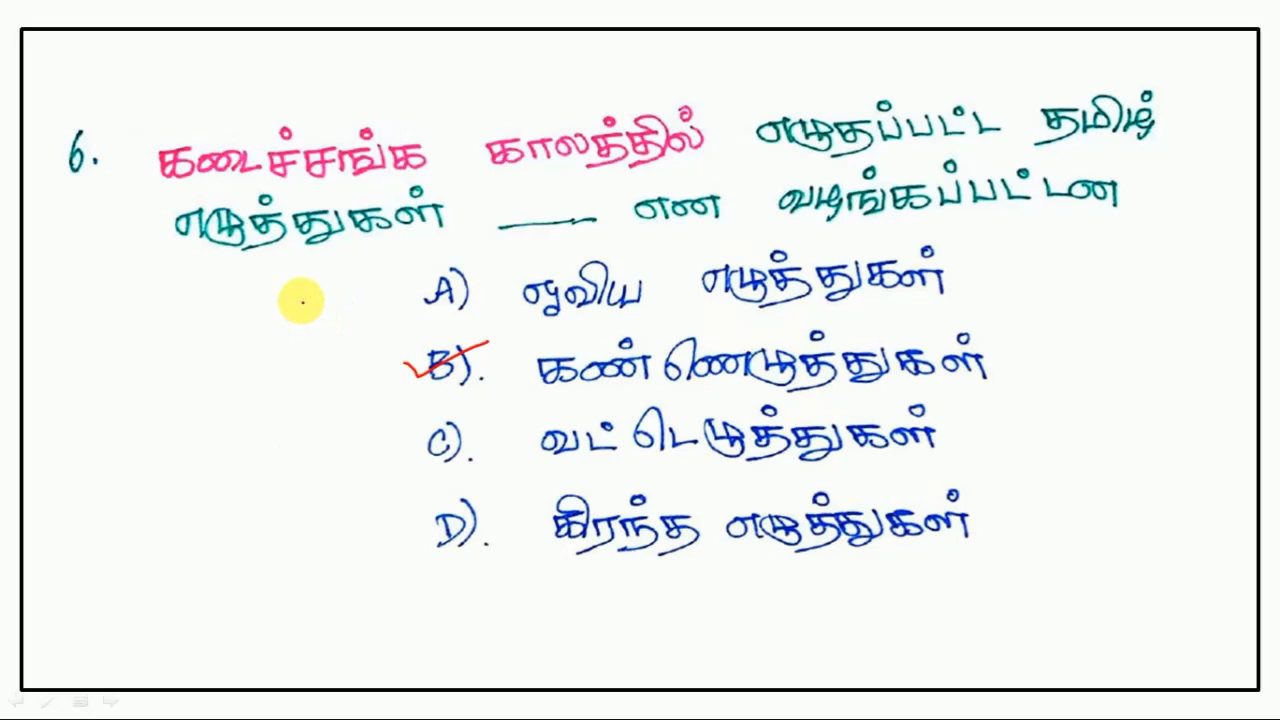 6. கடைச்சங்க காலத்தில் எழுதப்பட்ட தமிழ்
எழுத்துகள் ____ என வழங்கப்பட்டன
A) ஓவிய எழுத்துகள்
B). கண்ணெழுத்துகள்
C). வட்டெழுத்துகள்
D). கிரந்த எழுத்துகள்